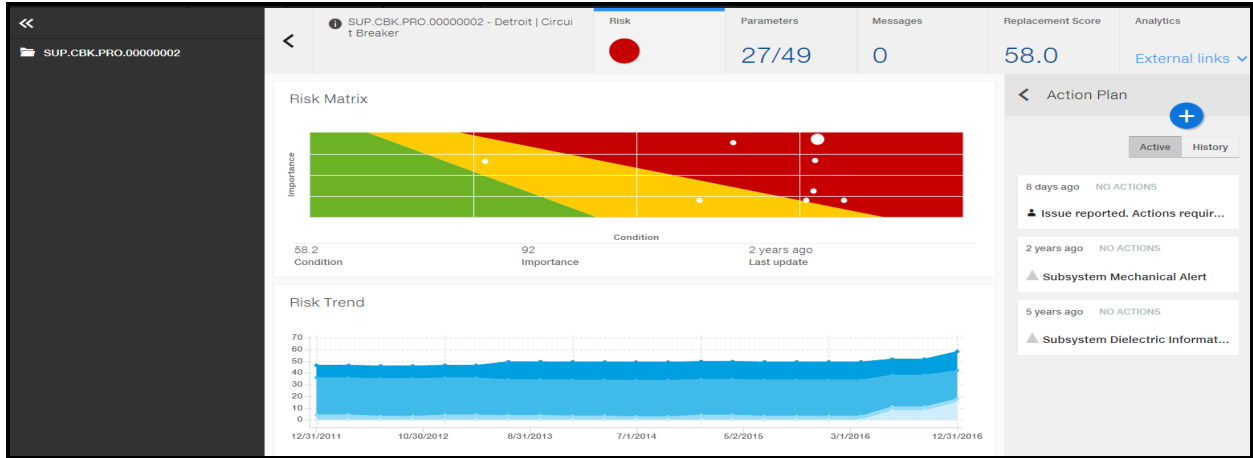 SUP.CBK.PRO.00000002
SUP.CBK.PRO.00000002 - Detroit | Circui
t Breaker
Risk
Parameters
27/49
Messages
0
Replacement Score
58.0
Analytics
External links
Risk Matrix
Importance
Condition
58.2
Condition
92
Importance
2 years ago
Last update
Risk Trend
70
60
50
40
30
20
10
0
12/31/2011
10/30/2012
8/31/2013
7/1/2014
5/2/2015
3/1/2016
12/31/2016
Action Plan
Active
History
8 days ago NO ACTIONS
Issue reported. Actions requir...
2 years ago NO ACTIONS
Subsystem Mechanical Alert
5 years ago NO ACTIONS
Subsystem Dielectric Informat...